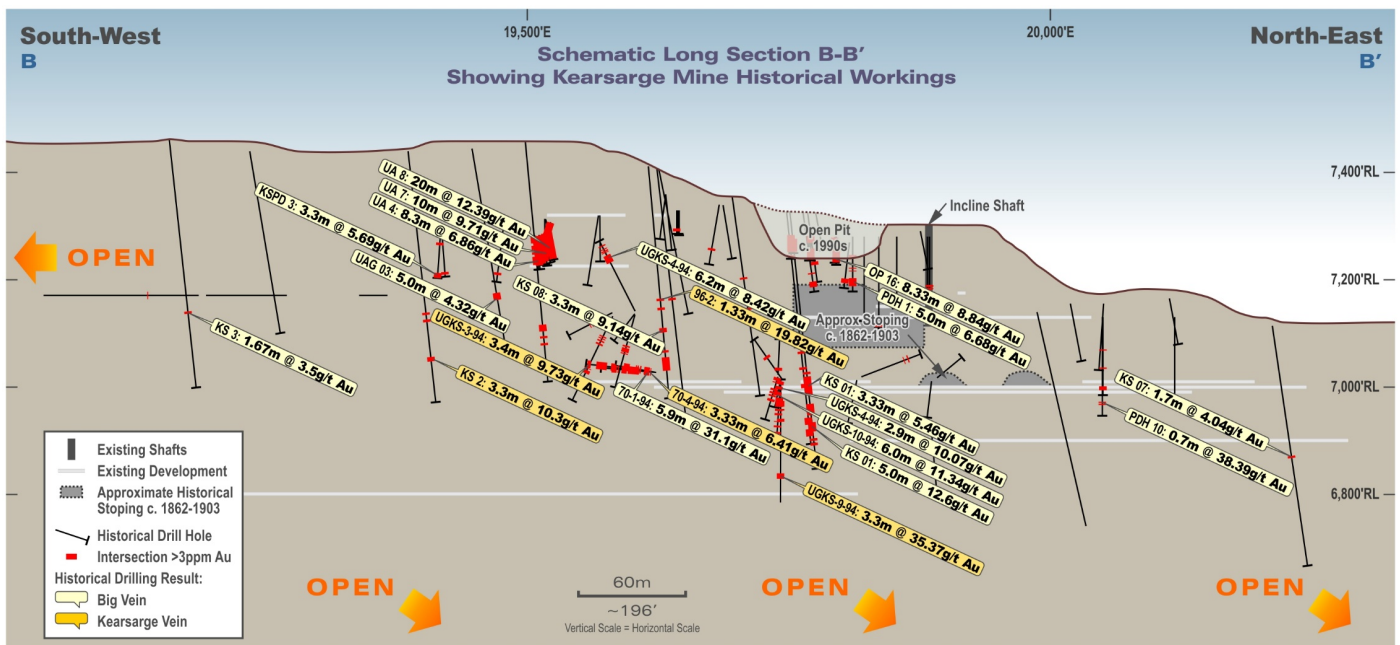 South-West
B
19,500'E
20,000'E
North-East
B'
Schematic Long Section B-B'
Showing Kearsarge Mine Historical Workings
7,400'RL
7,200'RL
7,000'RL
6,800'RL
OPEN
Incline Shaft
Open Pit
c. 1990s
Approx Stoping
c. 1862-1903
UA 8: 20m @ 12.39g/t Au
UA 7: 10m @ 9.71g/t Au
UA 4: 8.3m @ 6.86g/t Au
KSPD 3: 3.3m @ 5.69g/t Au
UAG 03: 5.0m @ 4.32g/t Au
UGKS-3-94: 3.4m @ 9.73g/t Au
KS 3: 1.67m @ 3.5g/t Au
KS 2: 3.3m @ 10.3g/t Au
KS 08: 3.3m @ 9.14g/t Au
UGKS-4-94: 6.2m @ 8.42g/t Au
96-2: 1.33m @ 19.82g/t Au
OP 16: 8.33m @ 8.84g/t Au
PDH 1: 5.0m @ 6.68g/t Au
70-1-94: 5.9m @ 31.1g/t Au
70-4-94: 3.33m @ 6.41g/t Au
KS 01: 3.33m @ 5.46g/t Au
UGKS-4-94: 2.9m @ 10.07g/t Au
UGKS-10-94: 6.0m @ 11.34g/t Au
KS 01: 5.0m @ 12.6g/t Au
UGKS-9-94: 3.3m @ 35.37g/t Au
KS 07: 1.7m @ 4.04g/t Au
PDH 10: 0.7m @ 38.39g/t Au
Existing Shafts
Existing Development
Approximate Historical
Stoping c. 1862-1903
Historical Drill Hole
Intersection >3ppm Au
Historical Drilling Result:
Big Vein
Kearsarge Vein
OPEN
60m
~196'
Vertical Scale = Horizontal Scale
OPEN
OPEN